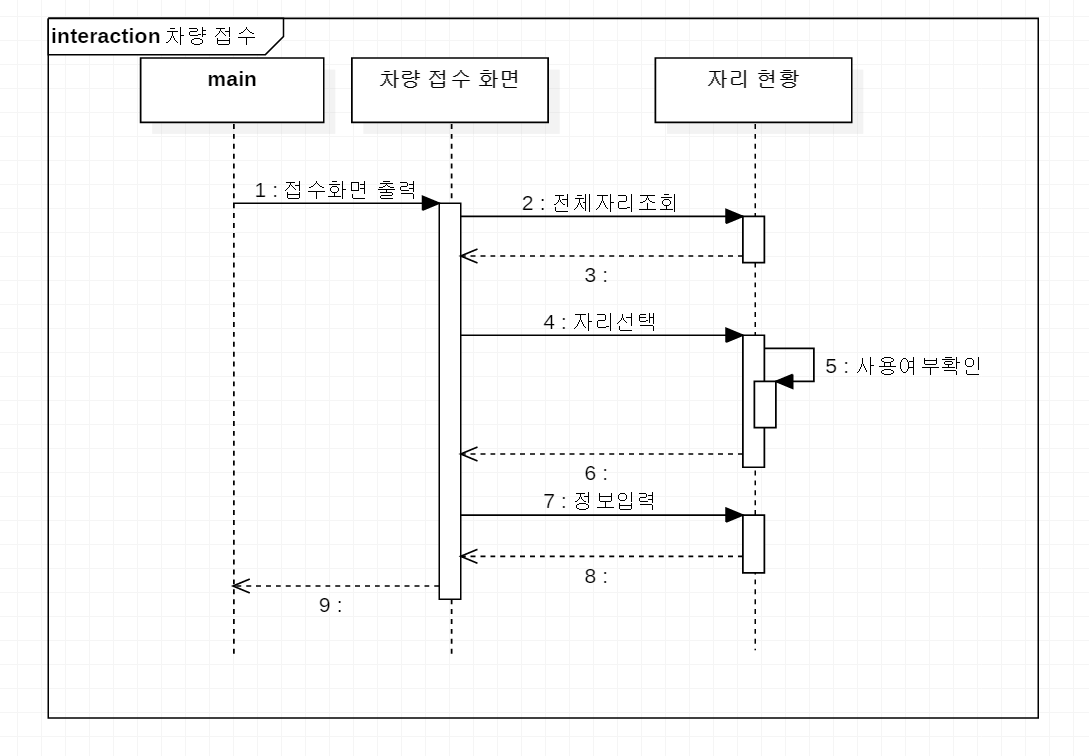 interaction 차량 접수
main
차량 접수 화면
자리 현황
1 : 접수화면 출력
2 : 전체자리조회
3 :
4 : 자리선택
5 : 사용여부확인
6 :
7 : 정보입력
8 :
9 :